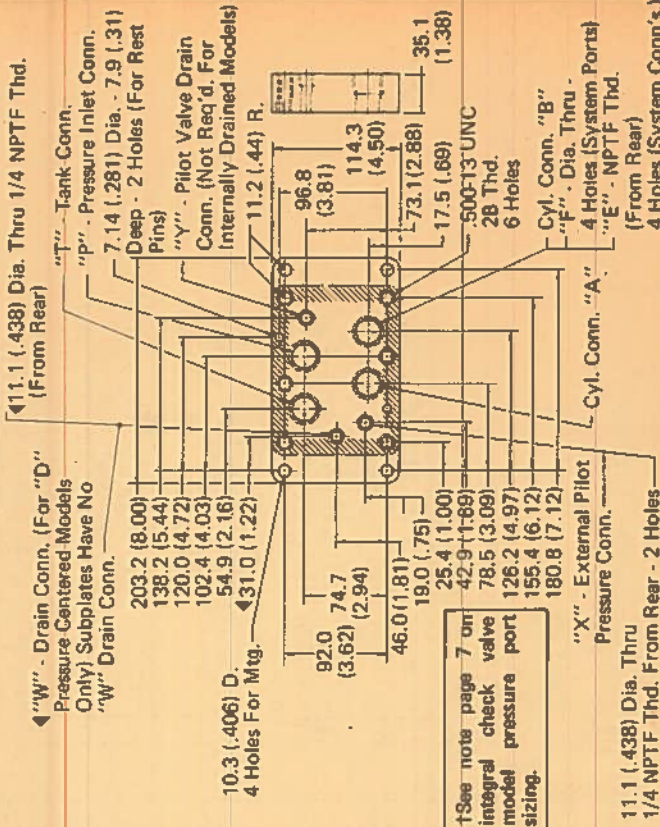 ◀11.1 (.438) Dia. Thru 1/4 NPTF Thd.
(From Rear)
◀"W" - Drain Conn. (For "D"
Pressure Centered Models
Only) Subplates Have No
"W" Drain Conn.
"T" - Tank Conn.
"P" - Pressure Inlet Conn.
7.14 (.281) Dia. - 7.9 (.31)
Deep - 2 Holes (For Rest
Pins)
"Y" - Pilot Valve Drain
Conn. (Not Req'd. For
Internally Drained Models)
203.2 (8.00)
138.2 (5.44)
120.0 (4.72)
102.4 (4.03)
54.9 (2.16)
◀31.0 (1.22)
11.2 (.44) R.
10.3 (.406) D.
4 Holes For Mtg.
92.0
(3.62)
74.7
(2.94)
96.8
(3.81)
114.3
(4.50)
35.1
(1.38)
73.1 (2.88)
17.5 (.69)
.500-13 UNC
2B Thd.
6 Holes
46.0 (1.81)
19.0 (.75)
25.4 (1.00)
42.9 (1.69)
78.5 (3.09)
126.2 (4.97)
155.4 (6.12)
180.8 (7.12)
†See note page 7 on
integral check valve
model pressure port
sizing.
Cyl. Conn. "B"
"F" - Dia. Thru -
4 Holes (System Ports)
"E" - NPTF Thd.
(From Rear)
4 Holes (System Conn's.)
Cyl. Conn. "A"
"X" - External Pilot
Pressure Conn.
11.1 (.438) Dia. Thru
1/4 NPTF Thd. From Rear - 2 Holes